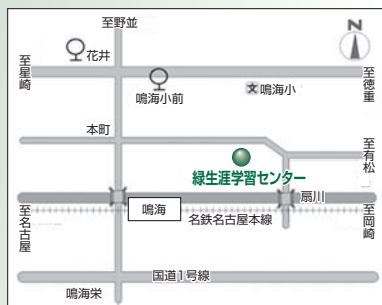 至野並
花井
N
至星崎
鳴海小前
文鳴海小
至徳重
本町
緑生涯学習センター
至有松
扇川
鳴海
名鉄名古屋本線
至名古屋
至岡崎
国道1号線
鳴海栄